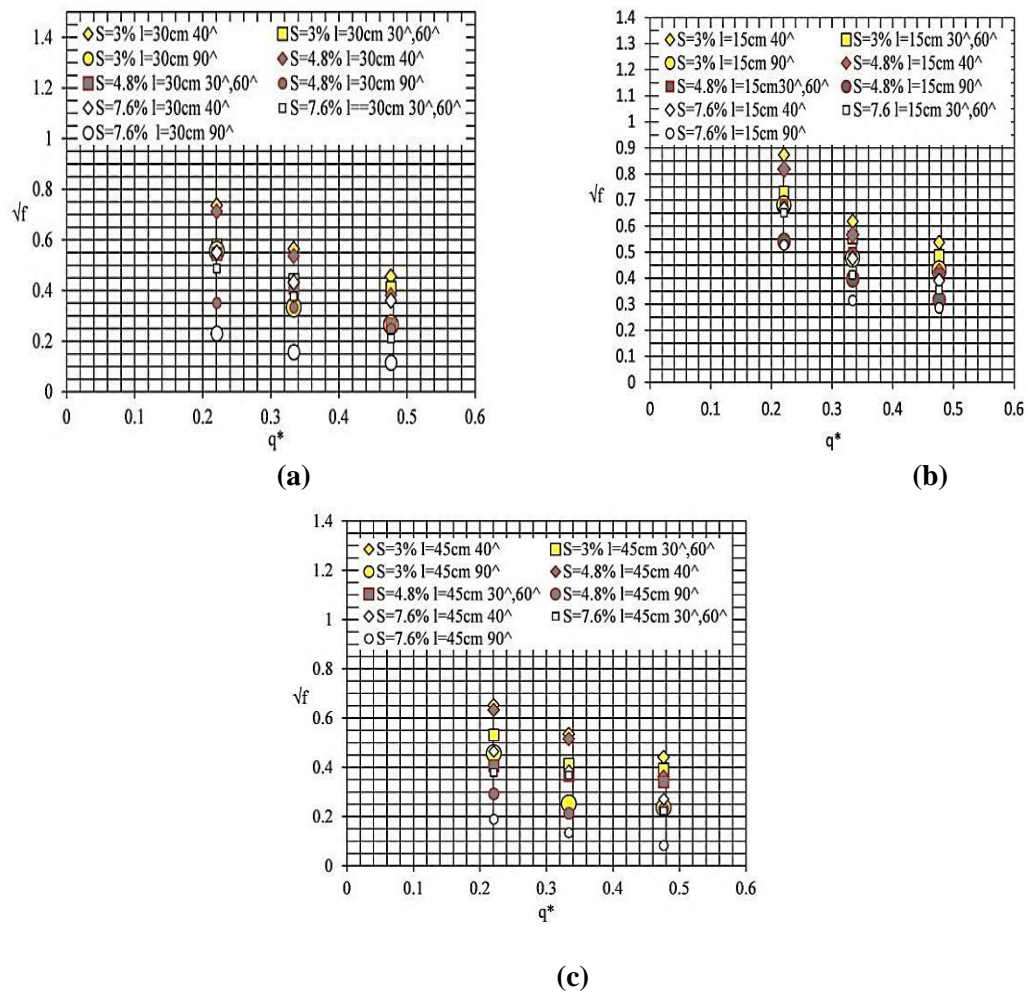 1.4
S=3% l=30cm 40^ S=3% l=30cm 30^,60^
S=3% l=30cm 90^ S=4.8% l=30cm 40^
1.2
S=4.8% l=30cm 30^,60^ S=4.8% l=30cm 90^
S=7.6% l=30cm 40^ S=7.6% l==30cm 30^,60^
1
S=7.6% l=30cm 90^
0.8
√f
0.6
0.4
0.2
0
0 0.1 0.2 0.3 0.4 0.5 0.6
q*
(a)
1.4
1.3
1.2
1.1
1
0.9
0.8
0.7
0.6
0.5
0.4
0.3
0.2
0.1
0
S=3% l=15cm 40^ S=3% l=15cm 30^,60^
S=3% l=15cm 90^ S=4.8% l=15cm 40^
S=4.8% l=15cm30^,60^ S=4.8% l=15cm 90^
S=7.6% l=15cm 40^ S=7.6 l=15cm 30^,60^
S=7.6% l=15cm 90^
√f
0 0.1 0.2 0.3 0.4 0.5 0.6
q*
(b)
1.4
S=3% l=45cm 40^ S=3% l=45cm 30^,60^
S=3% l=45cm 90^ S=4.8% l=45cm 40^
1.2
S=4.8% l=45cm 30^,60^ S=4.8% l=45cm 90^
S=7.6% l=45cm 40^ S=7.6% l=45cm 30^,60^
1
S=7.6% l=45cm 90^
0.8
√f
0.6
0.4
0.2
0
0 0.1 0.2 0.3 0.4 0.5 0.6
q*
(c)